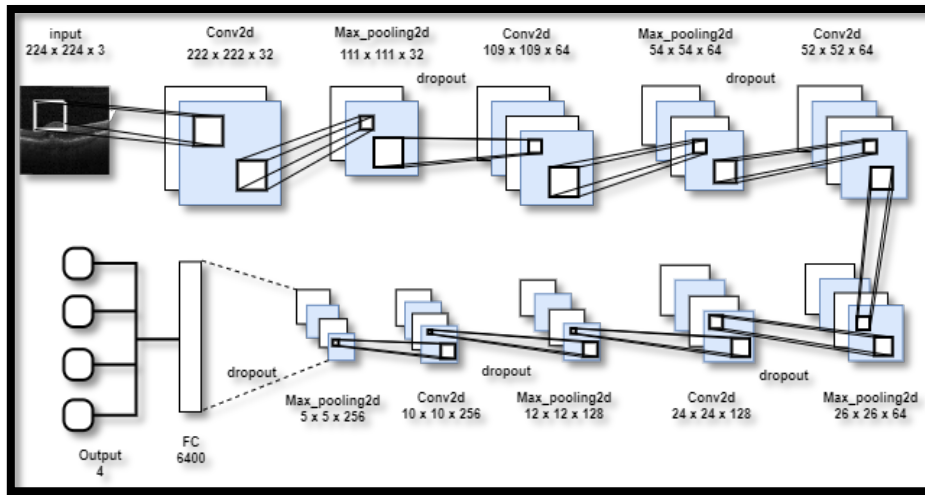 input
224 x 224 x 3
Conv2d
222 x 222 x 32
Max_pooling2d
111 x 111 x 32
dropout
Conv2d
109 x 109 x 64
Max_pooling2d
54 x 54 x 64
dropout
Conv2d
52 x 52 x 64
Max_pooling2d
26 x 26 x 64
dropout
Conv2d
24 x 24 x 128
Max_pooling2d
12 x 12 x 128
dropout
Conv2d
10 x 10 x 256
Max_pooling2d
5 x 5 x 256
dropout
FC
6400
Output
4